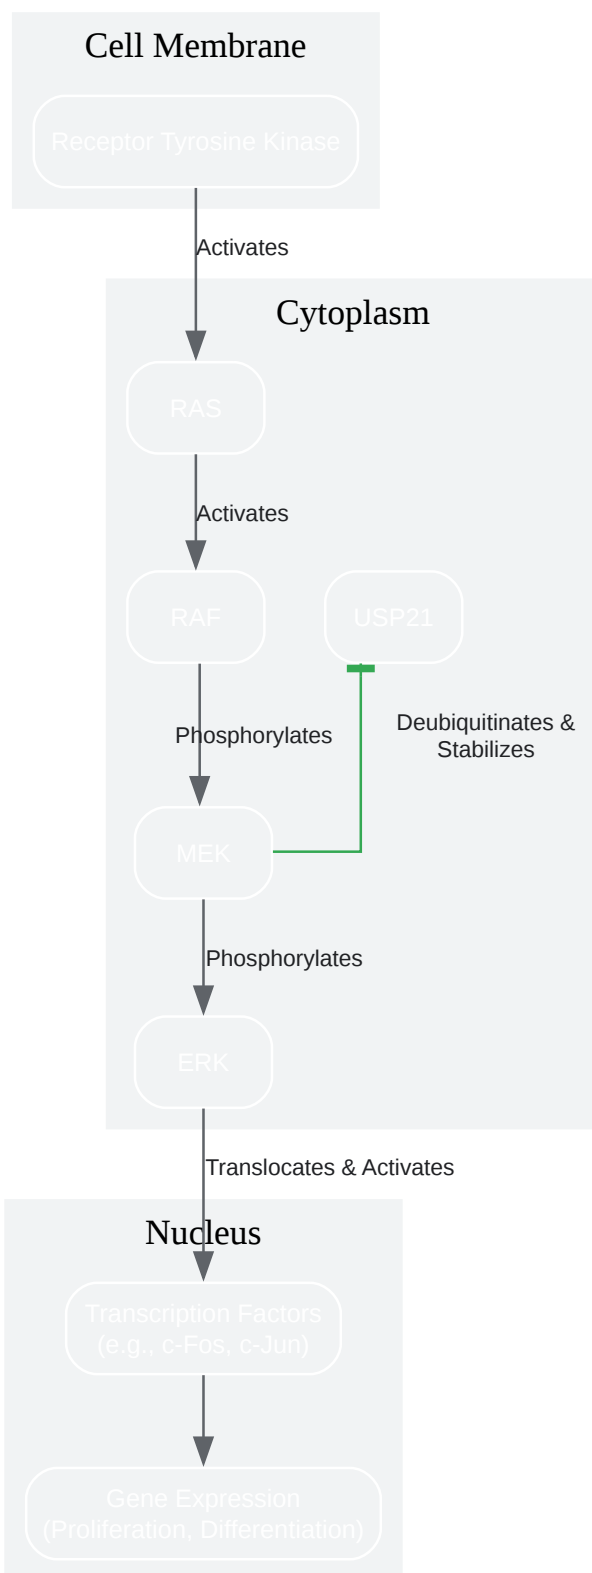 Cell Membrane
Receptor Tyrosine Kinase
Activates
Cytoplasm
RAS
Activates
RAF
USP21
Phosphorylates
Deubiquitinates &
Stabilizes
MEK
Phosphorylates
ERK
Translocates & Activates
Nucleus
Transcription Factors
(e.g., c-Fos, c-Jun)
Gene Expression
(Proliferation, Differentiation)